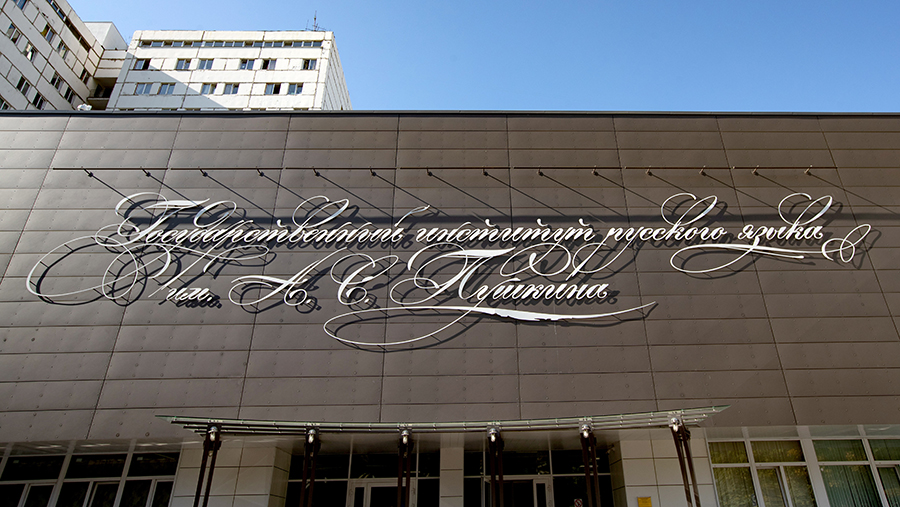 Государственный институт русского языка
им. А. С. Пушкина